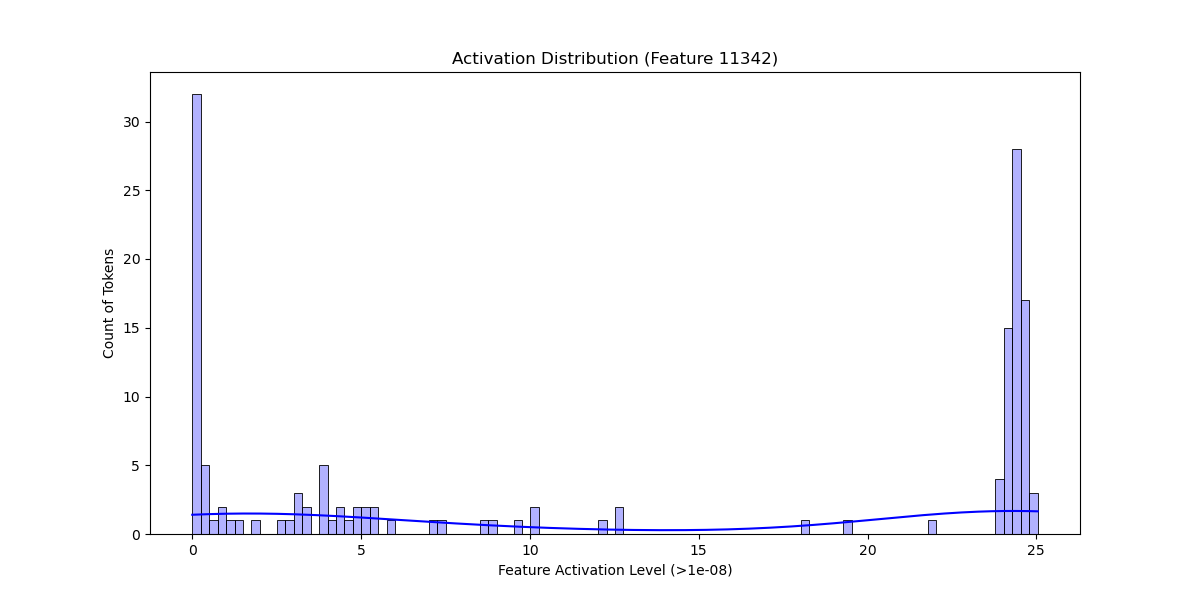 Activation Distribution (Feature 11342)
30
25
20
15
10
5
0
Count of Tokens
0 5 10 15 20 25
Feature Activation Level (>1e-08)